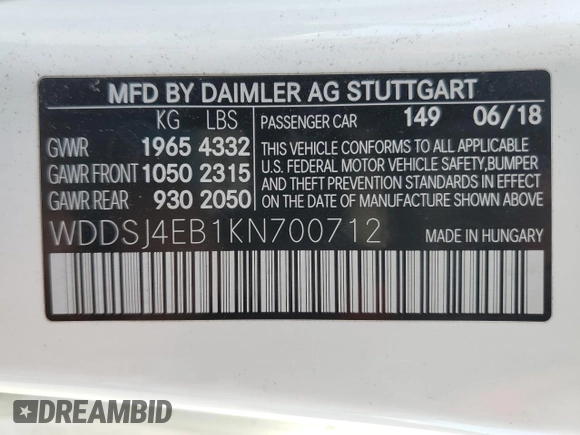 MFD BY DAIMLER AG STUTTGART
KG LBS
GVWR 1965 4332
GAWR FRONT 1050 2315
GAWR REAR 930 2050
PASSENGER CAR 149 06/18
THIS VEHICLE CONFORMS TO ALL APPLICABLE
U.S. FEDERAL MOTOR VEHICLE SAFETY,BUMPER
AND THEFT PREVENTION STANDARDS IN EFFECT
ON THE DATE OF MANUFACTURE SHOWN ABOVE.
WDDSJ4EB1KN700712 MADE IN HUNGARY
DREAMBID